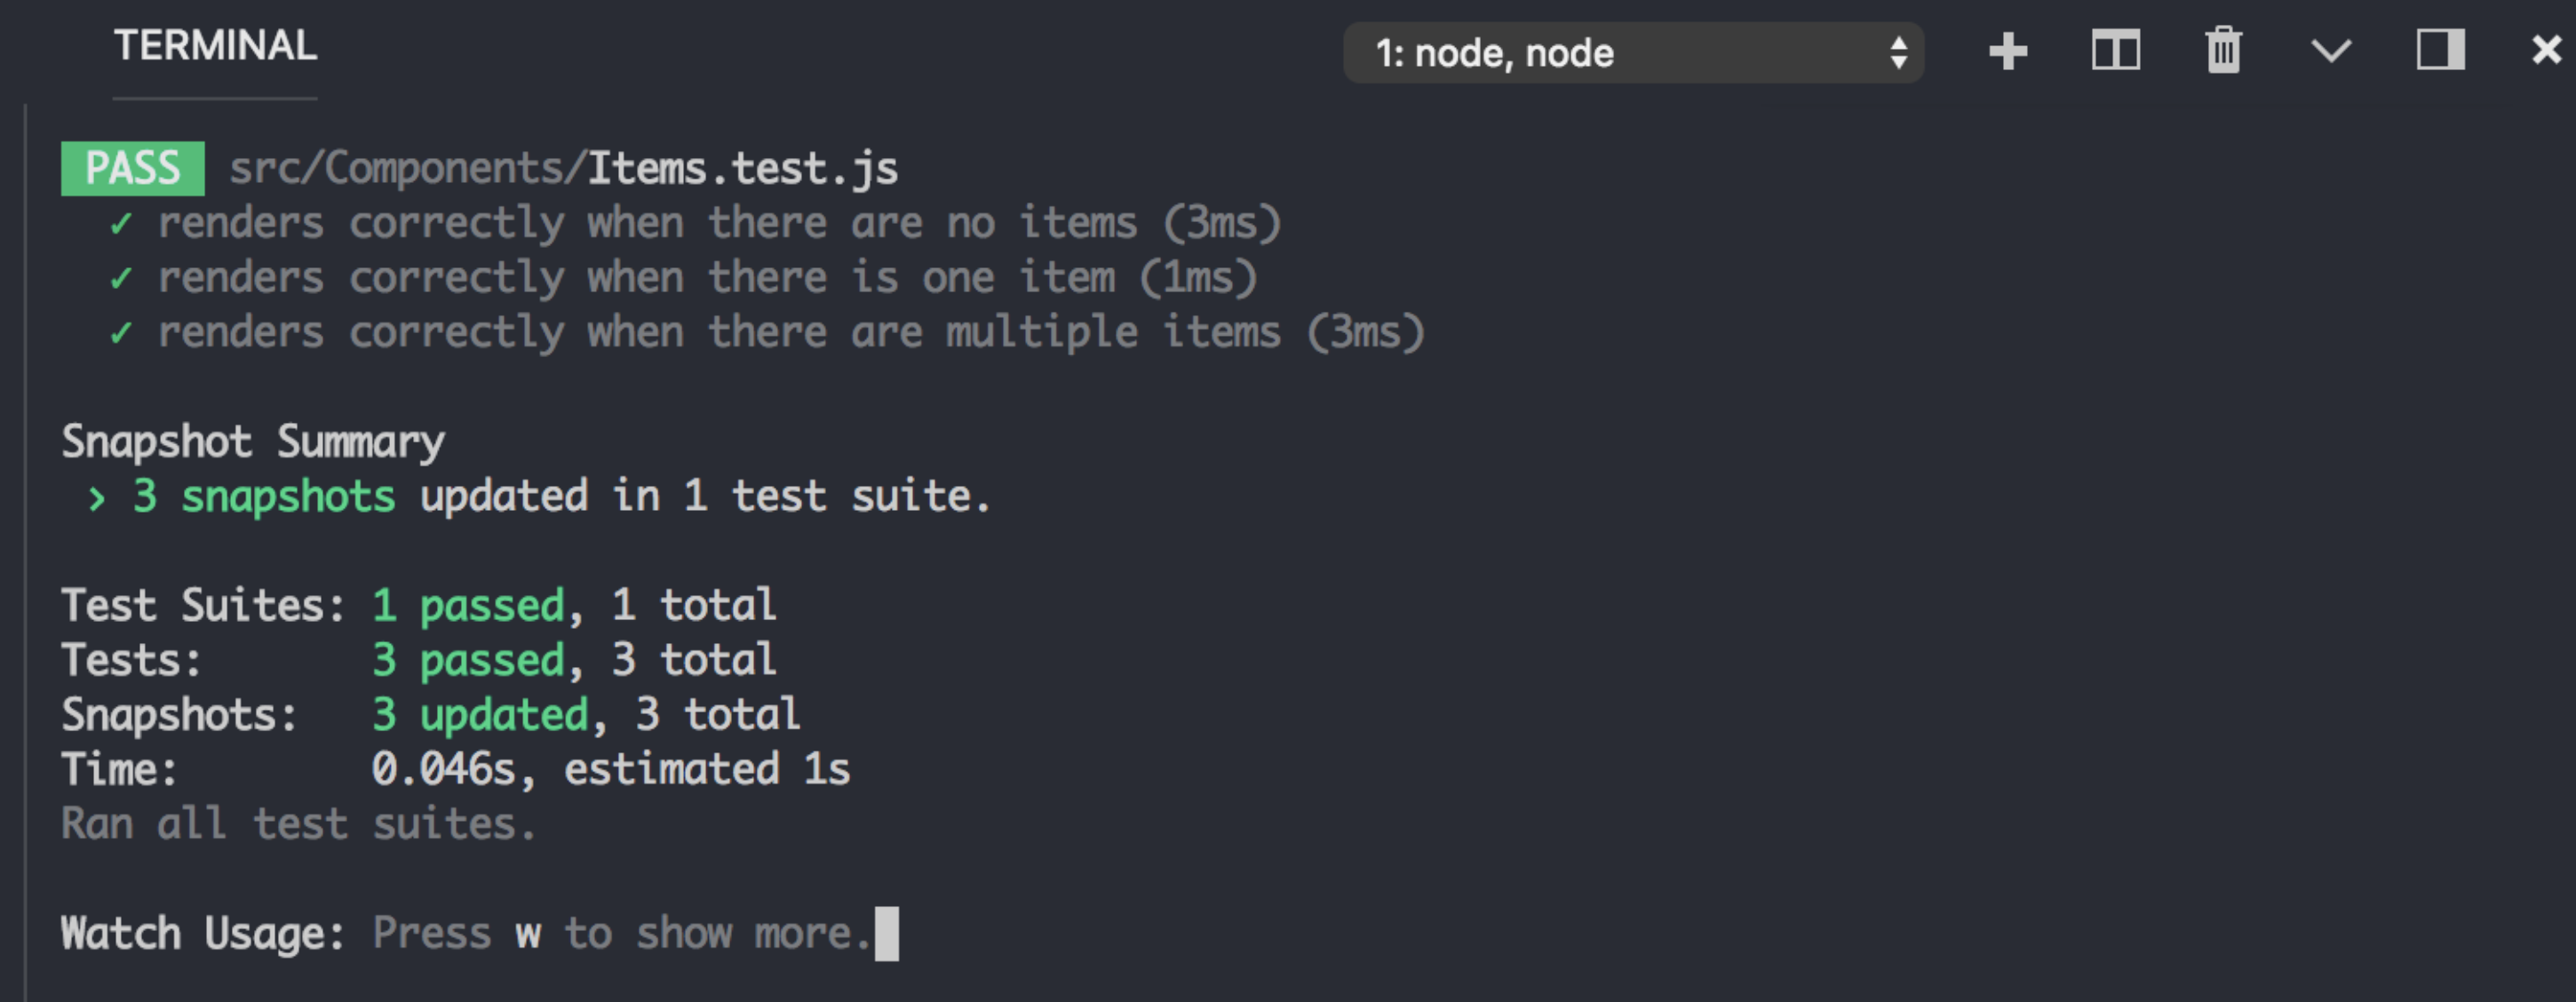 TERMINAL
1: node, node
PASS src/Components/Items.test.js
✓ renders correctly when there are no items (3ms)
✓ renders correctly when there is one item (1ms)
✓ renders correctly when there are multiple items (3ms)
Snapshot Summary
› 3 snapshots updated in 1 test suite.
Test Suites: 1 passed, 1 total
Tests: 3 passed, 3 total
Snapshots: 3 updated, 3 total
Time: 0.046s, estimated 1s
Ran all test suites.
Watch Usage: Press w to show more.